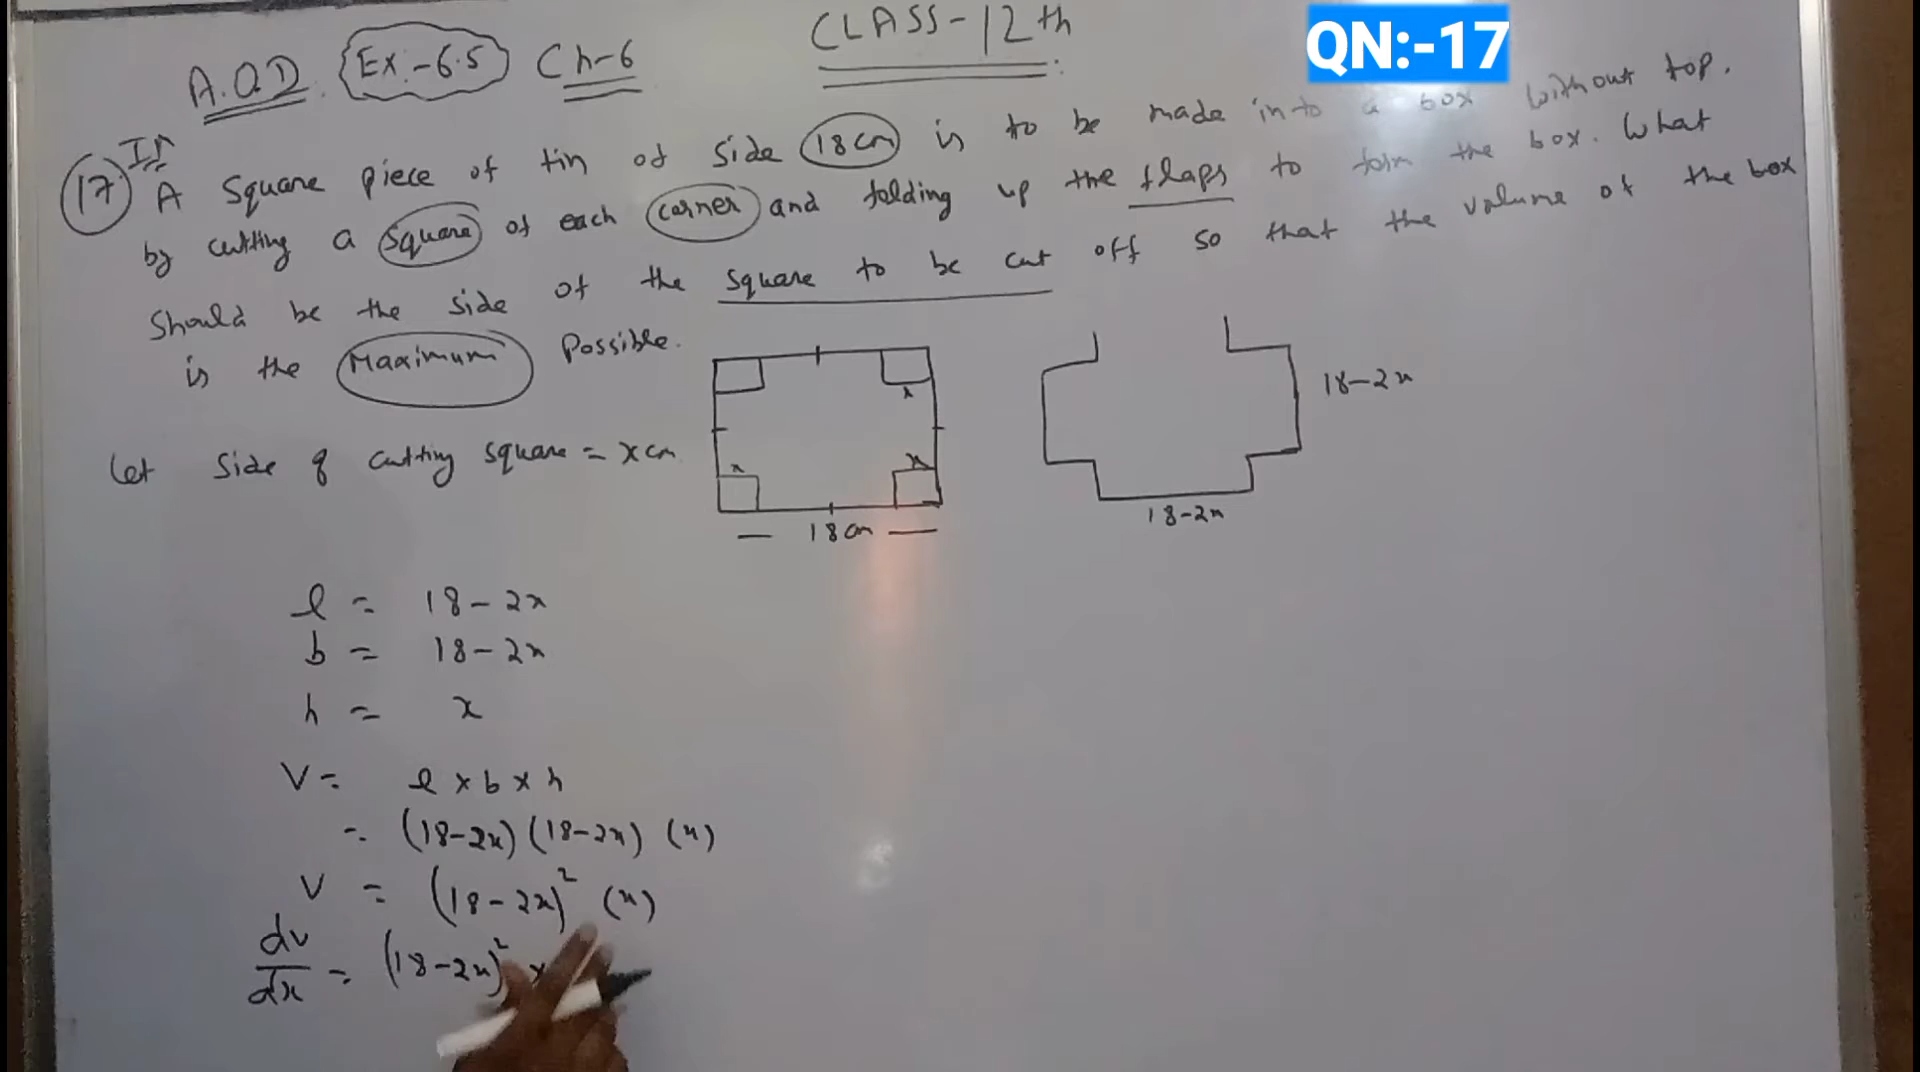 A.O.D. Ex.-6.5 Ch-6
CLASS-12th
QN:-17
(17) A square piece of tin of side 18cm is to be made into a box without top.
by cutting a square of each corner and folding up the flaps to form the box. What
should be the side of the square to be cut off so that the volume of the box
is the Maximum possible.
Let side of cutting square = x cm
x
x
x
18cm
18-2x
18-2x
l = 18-2x
b = 18-2x
h = x
V = l x b x h
= (18-2x)(18-2x) (x)
V = (18-2x)² (x)
dv/dx = (18-2x)² x